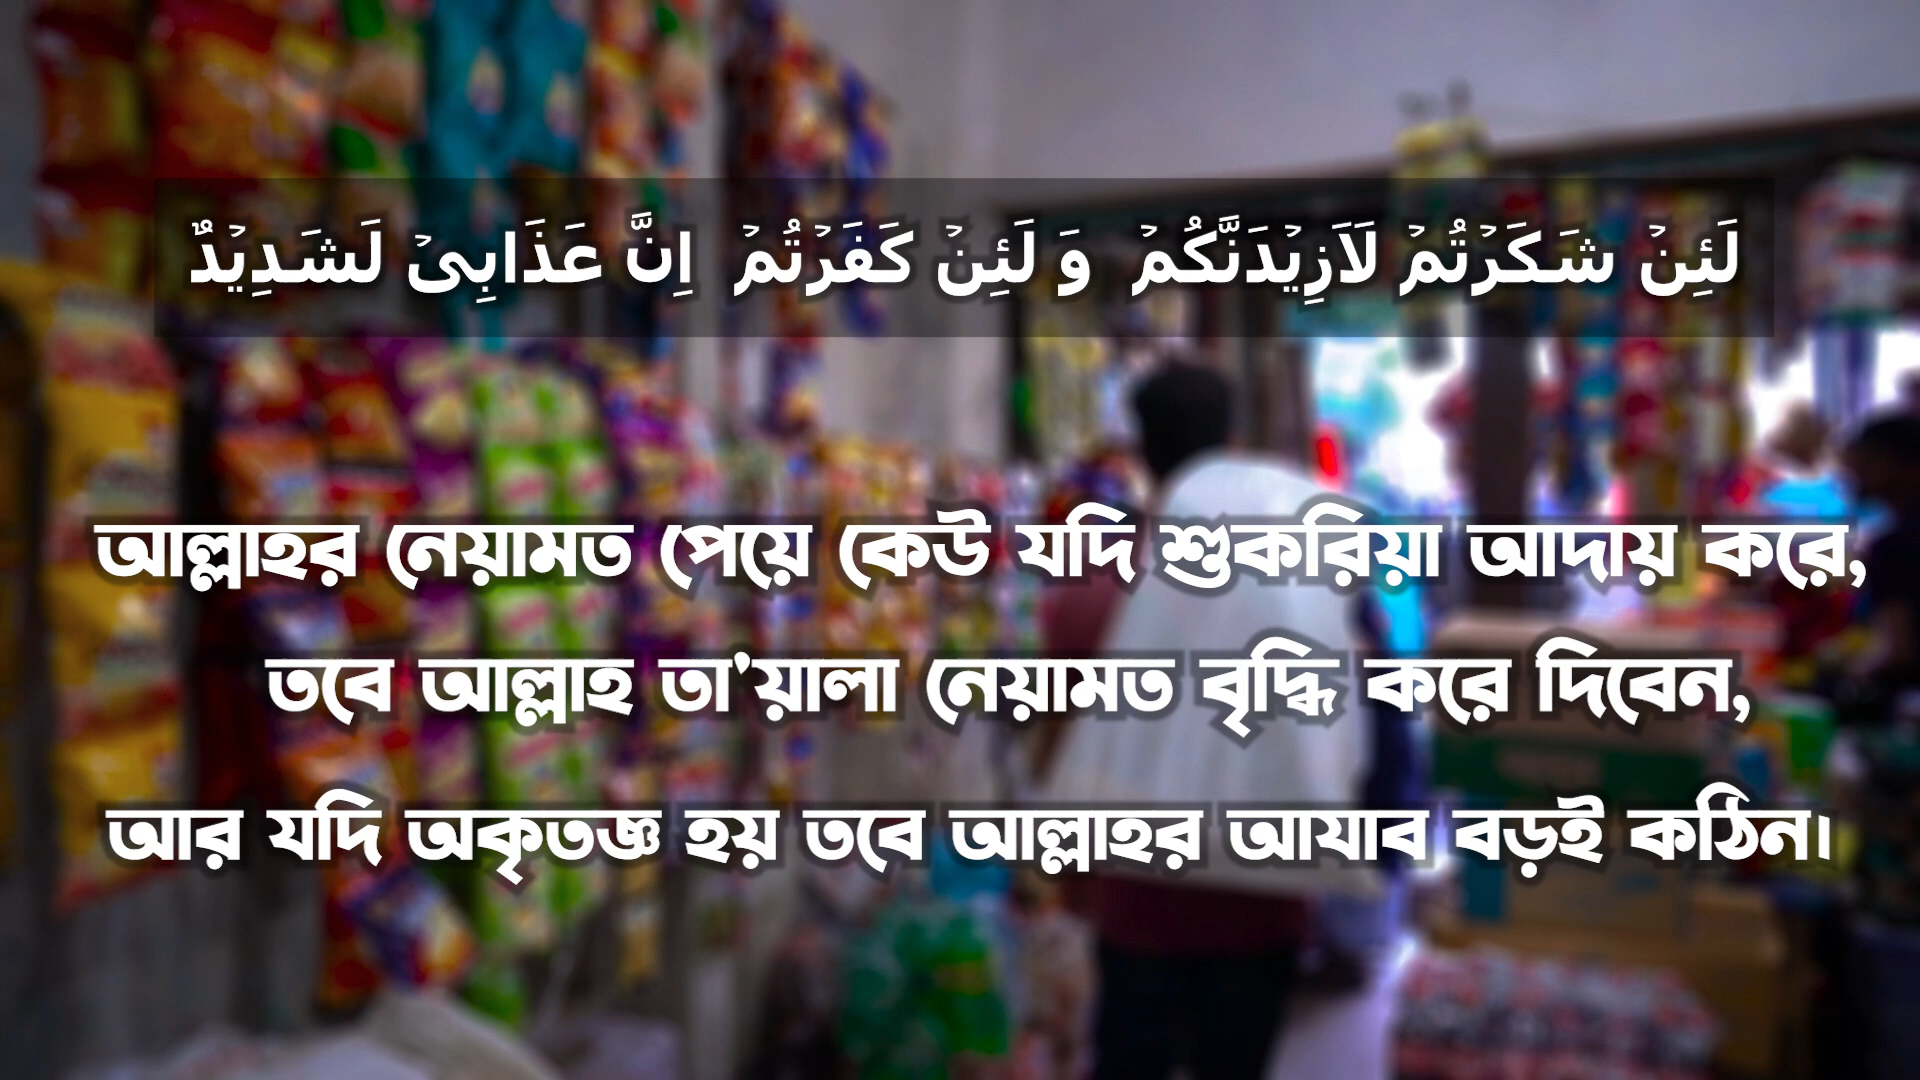 لَئِنۡ شَکَرۡتُمۡ لَاَزِیۡدَنَّکُمۡ وَ لَئِنۡ کَفَرۡتُمۡ اِنَّ عَذَابِیۡ لَشَدِیۡدٌ
আল্লাহর নেয়ামত পেয়ে কেউ যদি শুকরিয়া আদায় করে,
তবে আল্লাহ তা'য়ালা নেয়ামত বৃদ্ধি করে দিবেন,
আর যদি অকৃতজ্ঞ হয় তবে আল্লাহর আযাব বড়ই কঠিন।